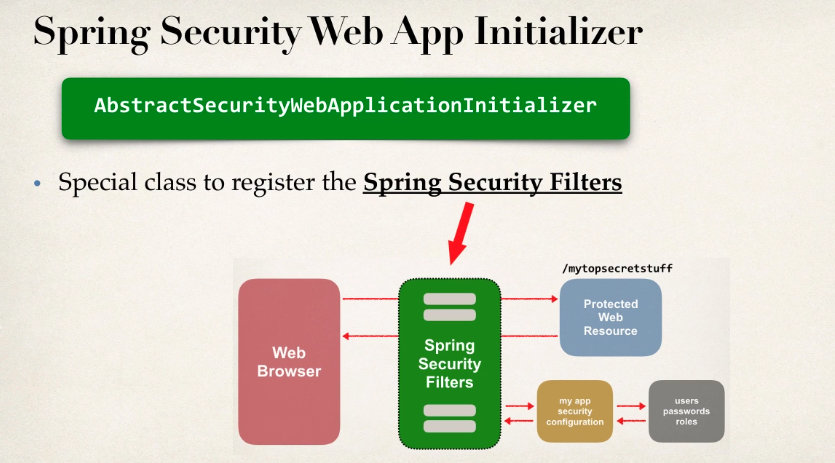 Spring Security Web App Initializer
AbstractSecurityWebApplicationInitializer
• Special class to register the Spring Security Filters
/mytopsecretstuff
Web
Browser
Spring
Security
Filters
Protected
Web
Resource
my app
security
configuration
users
passwords
roles